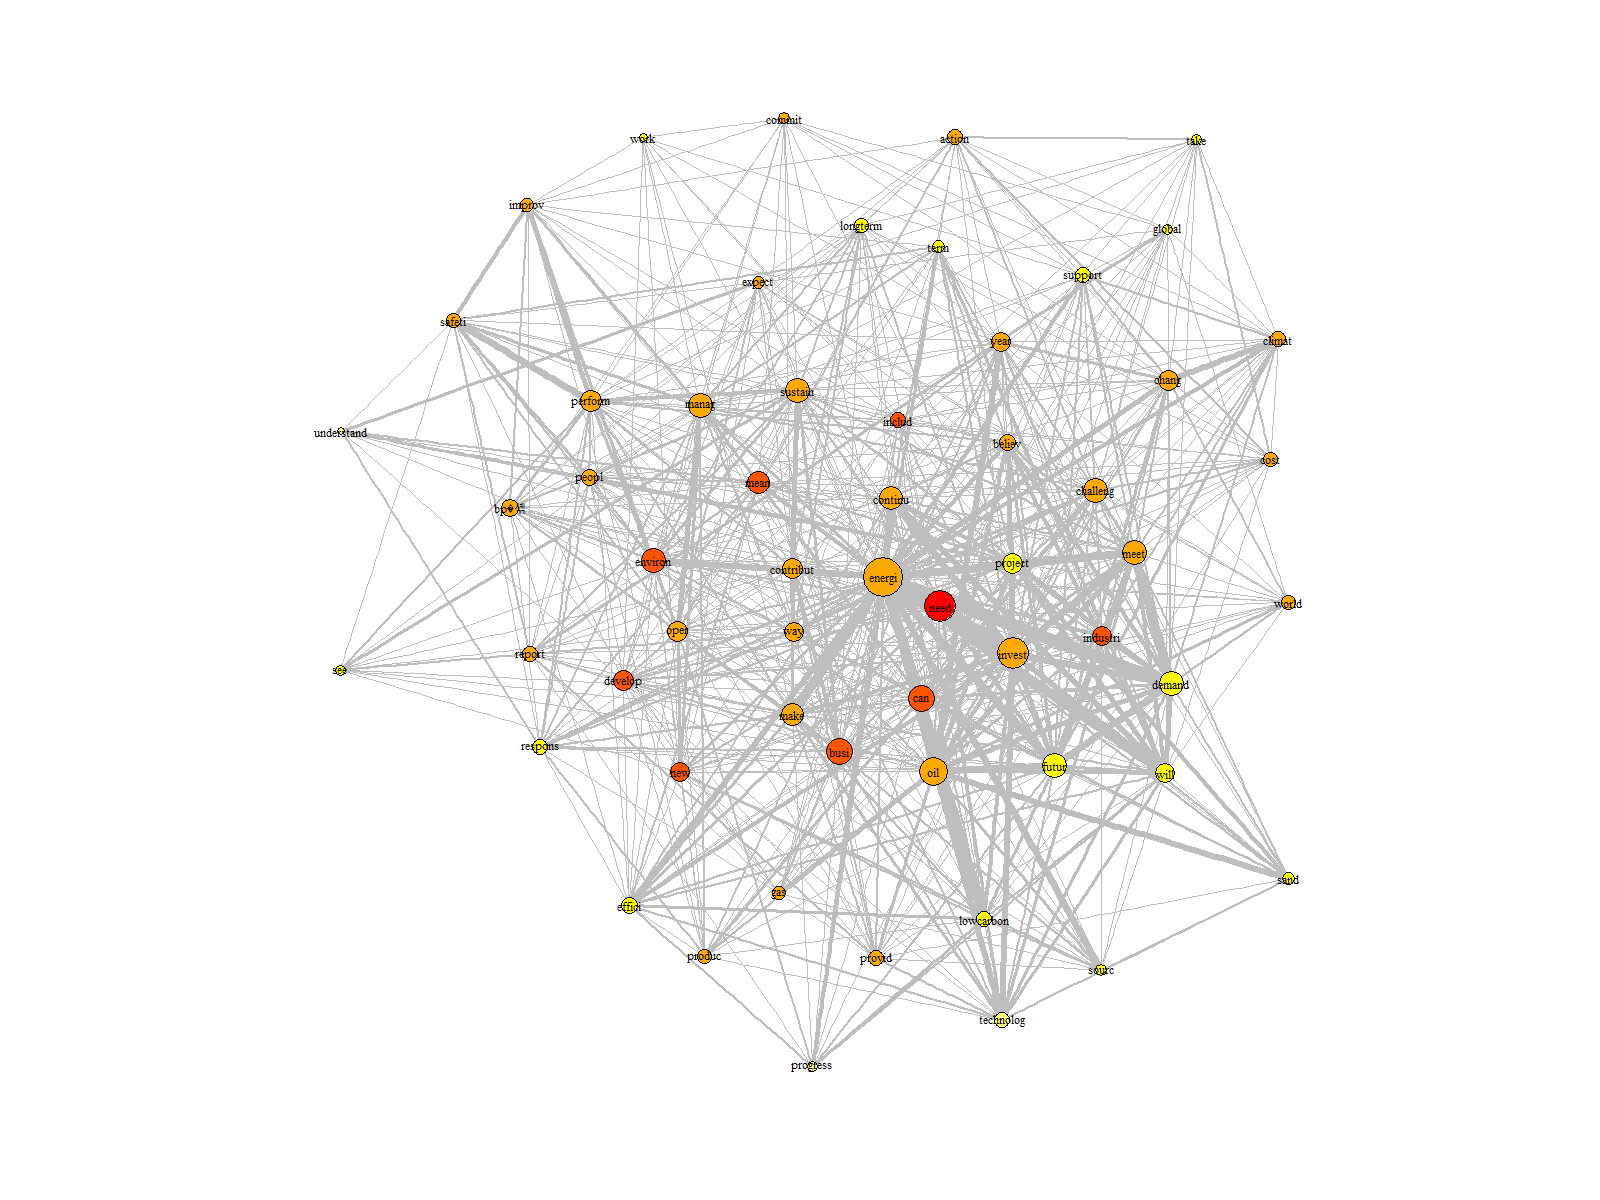 commit
work
action
take
improv
longterm
global
term
support
expect
safeti
year
climat
chang
sustain
perform
manag
includ
understand
believ
cost
peopl
mean
challeng
continu
bp
meet
environ
project
contribut
energi
world
need
oper
way
industri
report
invest
see
develop
demand
can
make
respons
busi
futur
new
oil
will
sand
gas
effici
lowcarbon
produc
provid
sourc
technolog
progress